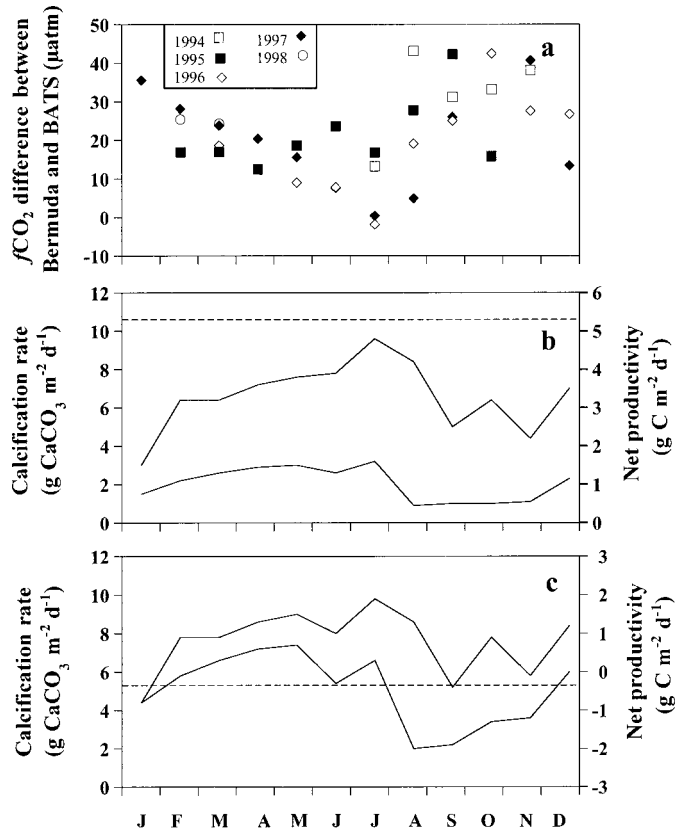 1994 □ 1997 ◆
1995 ■ 1998 ○
1996 ◇
a
fCO₂ difference between
Bermuda and BATS (µatm)
50
40
30
20
10
0
-10
b
Calcification rate
(g CaCO₃ m⁻² d⁻¹)
12
10
8
6
4
2
0
Net productivity
(g C m⁻² d⁻¹)
6
5
4
3
2
1
0
c
Calcification rate
(g CaCO₃ m⁻² d⁻¹)
12
10
8
6
4
2
0
Net productivity
(g C m⁻² d⁻¹)
3
2
1
0
-1
-2
-3
J F M A M J J A S O N D